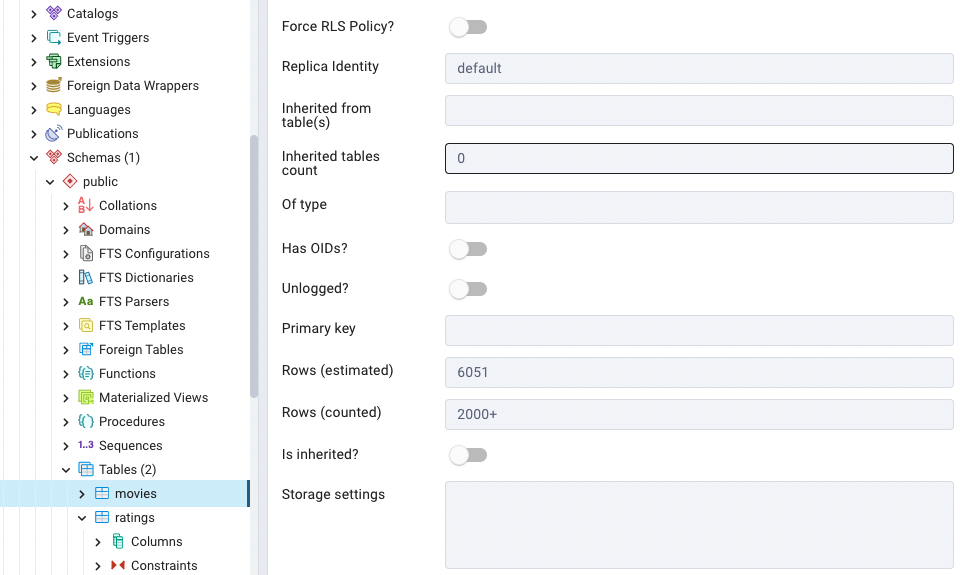 Catalogs
Event Triggers
Extensions
Foreign Data Wrappers
Languages
Publications
Schemas (1)
public
A
B
Collations
Domains
FTS Configurations
FTS Dictionaries
Aa FTS Parsers
FTS Templates
Foreign Tables
Functions
Materialized Views
Procedures
1..3 Sequences
Tables (2)
movies
ratings
Columns
Constraints
Force RLS Policy?
Replica Identity
default
Inherited from
table(s)
Inherited tables
count
0
Of type
Has OIDs?
Unlogged?
Primary key
Rows (estimated)
6051
Rows (counted)
2000+
Is inherited?
Storage settings